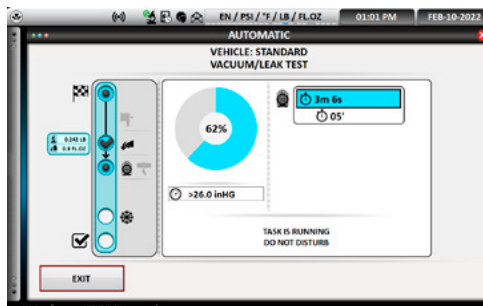 EN / PSI / °F / LB / FL.OZ
01:01 PM
FEB-10-2022
AUTOMATIC
VEHICLE: STANDARD
VACUUM/LEAK TEST
0.242 LB
0.8 FL.OZ
62%
>26.0 inHG
3m 6s
05'
TASK IS RUNNING
DO NOT DISTURB
EXIT